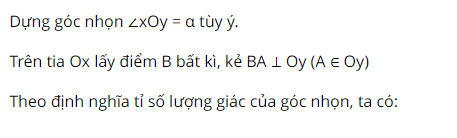 Dựng góc nhọn ∠xOy = α tùy ý.
Trên tia Ox lấy điểm B bất kì, kẻ BA ⊥ Oy (A ∈ Oy)
Theo định nghĩa tỉ số lượng giác của góc nhọn, ta có: